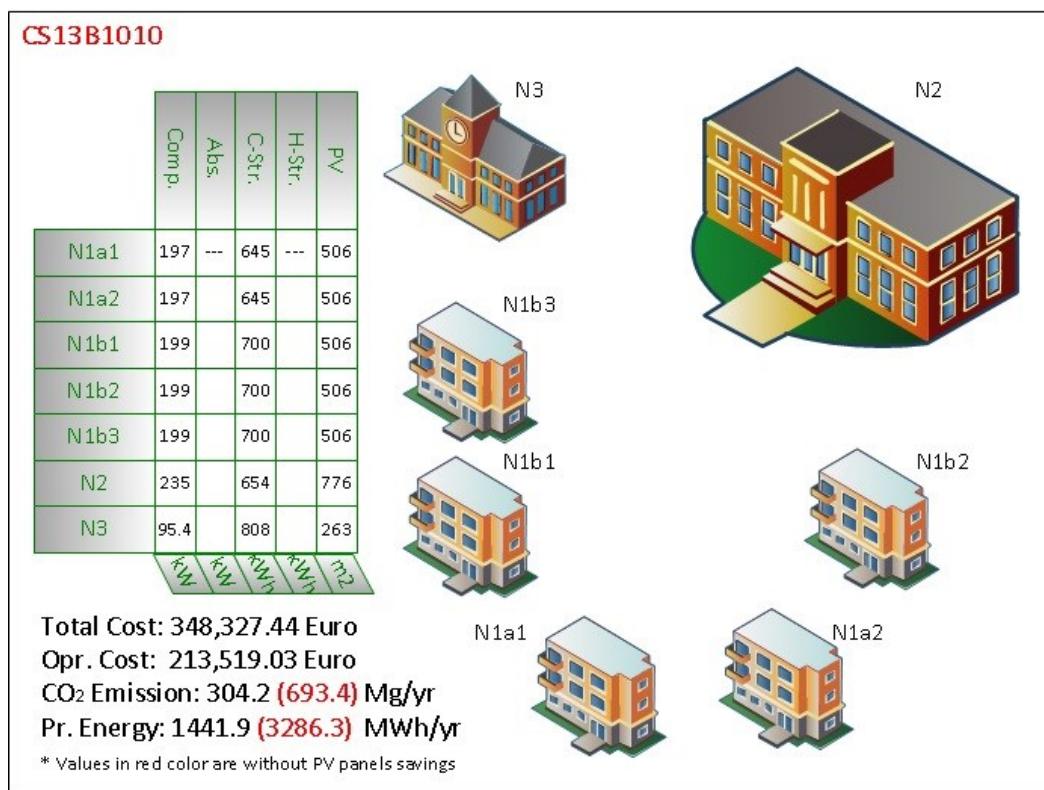 CS13B1010
Comp. Abs. C-Str. H-Str. PV
N1a1 197 --- 645 --- 506
N1a2 197 645 506
N1b1 199 700 506
N1b2 199 700 506
N1b3 199 700 506
N2 235 654 776
N3 95.4 808 263
kW kW kWh kWh m2
Total Cost: 348,327.44 Euro
Opr. Cost: 213,519.03 Euro
CO₂ Emission: 304.2 (693.4) Mg/yr
Pr. Energy: 1441.9 (3286.3) MWh/yr
* Values in red color are without PV panels savings
N3
N2
N1b3
N1b1
N1b2
N1a1
N1a2